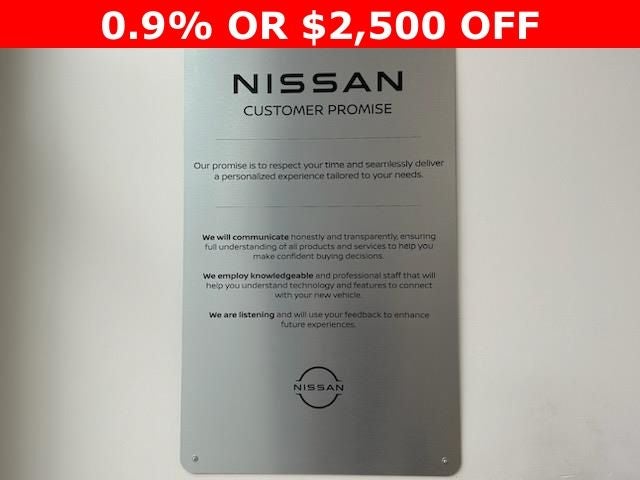 0.9% OR $2,500 OFF
NISSAN
CUSTOMER PROMISE
Our promise is to respect your time and seamlessly deliver
a personalized experience tailored to your needs.
We will communicate honestly and transparently, ensuring
full understanding of all products and services to help you
make confident buying decisions.
We employ knowledgeable and professional staff that will
help you understand technology and features to connect
with your new vehicle.
We are listening and will use your feedback to enhance
future experiences.
NISSAN